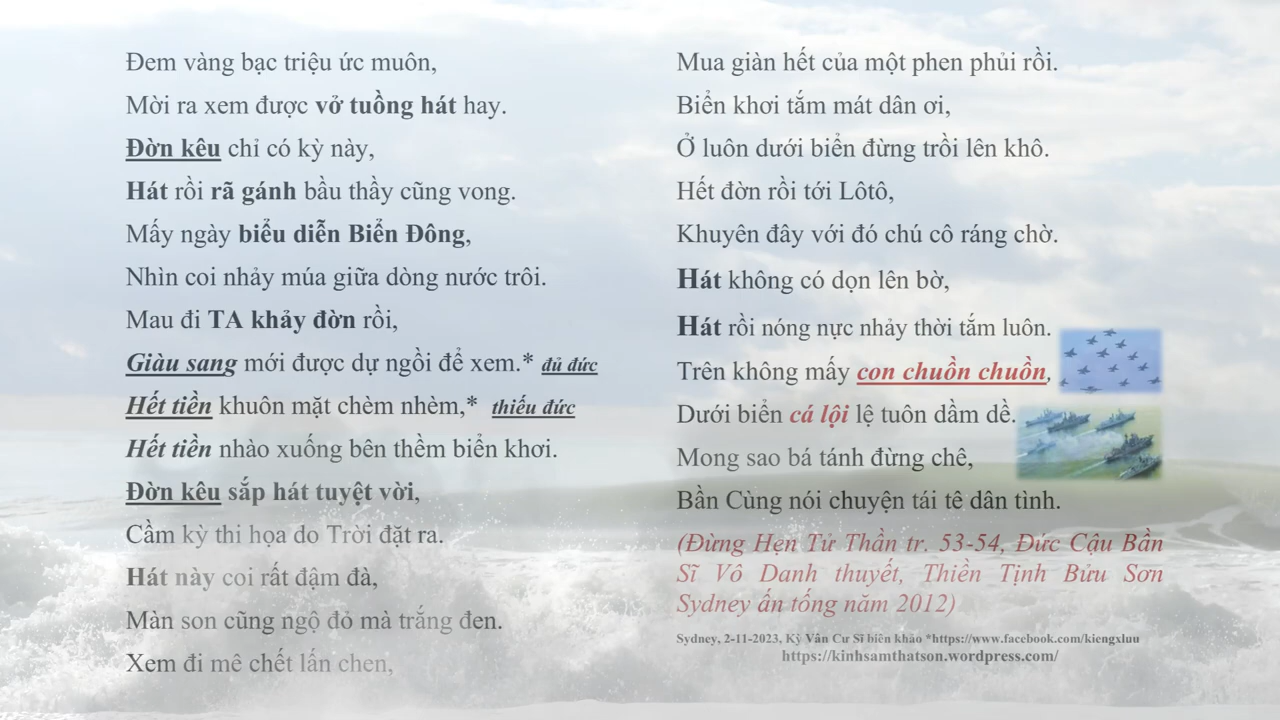 Đem vàng bạc triệu ức muôn,
Mời ra xem được vở tuồng hát hay.
Đờn kêu chỉ có kỳ này,
Hát rồi rã gánh bầu thầy cũng vong.
Mấy ngày biểu diễn Biển Đông,
Nhìn coi nhảy múa giữa dòng nước trôi.
Mau đi TA khảy đờn rồi,
Giàu sang mới được dự ngồi để xem.* đủ đức
Hết tiền khuôn mặt chèm nhèm,* thiếu đức
Hết tiền nhào xuống bên thềm biển khơi.
Đờn kêu sắp hát tuyệt vời,
Cầm kỳ thi họa do Trời đặt ra.
Hát này coi rất đậm đà,
Màn son cũng ngộ đỏ mà trắng đen.
Xem đi mê chết lấn chen,
Mua giàn hết của một phen phủi rồi.
Biển khơi tắm mát dân ơi,
Ở luôn dưới biển đừng trồi lên khô.
Hết đờn rồi tới Lôtô,
Khuyên đây với đó chú cô ráng chờ.
Hát không có dọn lên bờ,
Hát rồi nóng nực nhảy thời tắm luôn.
Trên không mấy con chuồn chuồn,
Dưới biển cá lội lệ tuôn dầm dề.
Mong sao bá tánh đừng chê,
Bần Cùng nói chuyện tái tê dân tình.
(Đừng Hẹn Tử Thần tr. 53-54, Đức Cậu Bần
Sĩ Vô Danh thuyết, Thiền Tịnh Bửu Sơn
Sydney ấn tống năm 2012)
Sydney, 2-11-2023, Kỳ Vân Cư Sĩ biên khảo *https://www.facebook.com/kiengxluu
https://kinhsamthatson.wordpress.com/